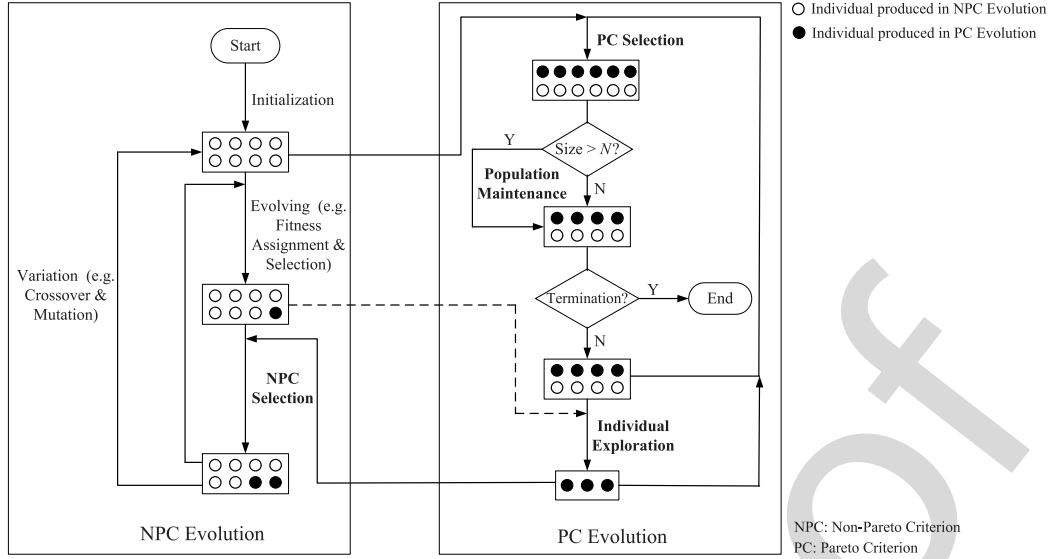 Individual produced in NPC Evolution
Individual produced in PC Evolution
Start
Initialization
Evolving (e.g.
Fitness
Assignment &
Selection)
Variation (e.g.
Crossover &
Mutation)
NPC
Selection
NPC Evolution
PC Selection
Size > N?
Y
N
Population
Maintenance
Termination?
Y
End
N
Individual
Exploration
PC Evolution
NPC: Non-Pareto Criterion
PC: Pareto Criterion
of